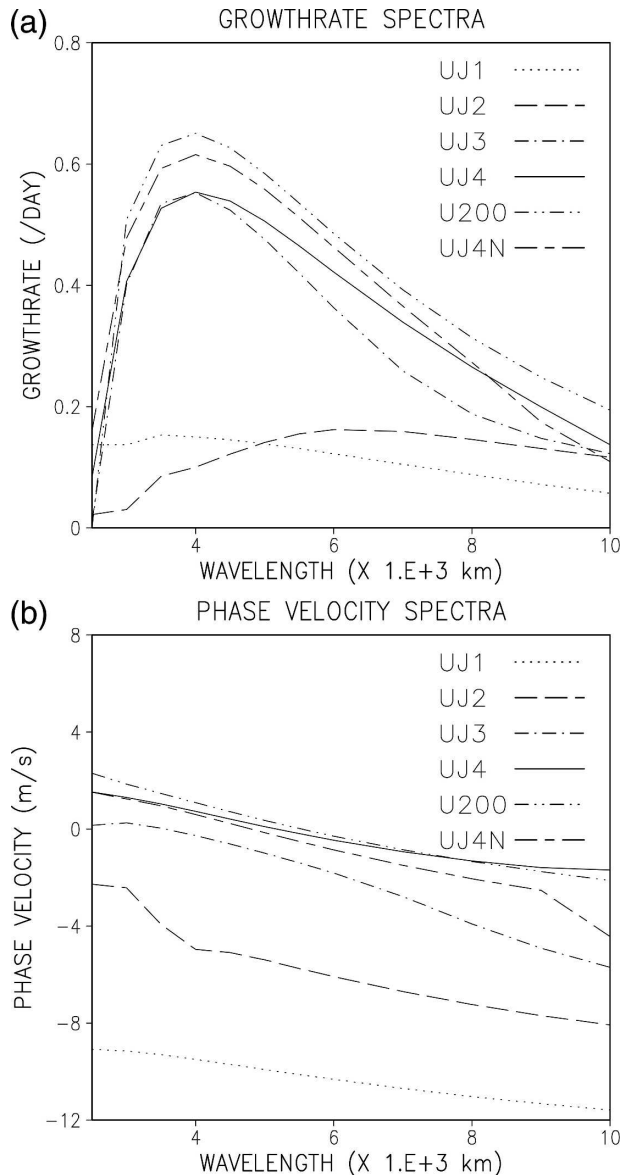 (a)
GROWTHRATE SPECTRA
GROWTHRATE (/DAY)
0.8
0.6
0.4
0.2
0
UJ1
UJ2
UJ3
UJ4
U200
UJ4N
4 6 8 10
WAVELENGTH (X 1.E+3 km)
(b)
PHASE VELOCITY SPECTRA
PHASE VELOCITY (m/s)
8
4
0
-4
-8
-12
UJ1
UJ2
UJ3
UJ4
U200
UJ4N
4 6 8 10
WAVELENGTH (X 1.E+3 km)